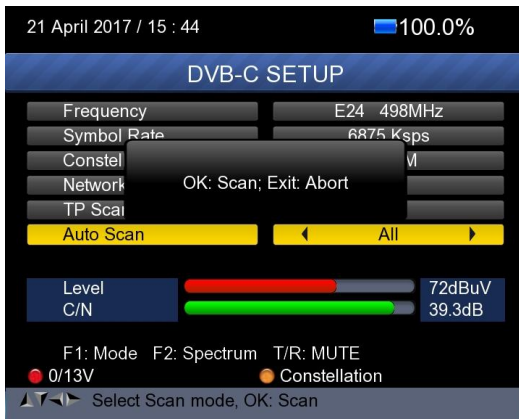 21 April 2017 / 15 : 44 100.0%
DVB-C SETUP
Frequency E24 498MHz
Symbol Rate 6875 Ksps
Constel M
Network
TP Scan
OK: Scan; Exit: Abort
Auto Scan All
Level 72dBuV
C/N 39.3dB
F1: Mode F2: Spectrum T/R: MUTE
0/13V Constellation
Select Scan mode, OK: Scan